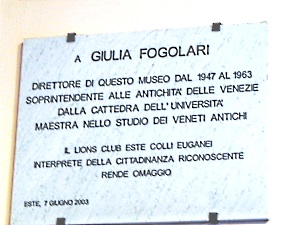 A GIULIA FOGOLARI
DIRETTORE DI QUESTO MUSEO DAL 1947 AL 1963
SOPRINTENDENTE ALLE ANTICHITA' DELLE VENEZIE
DALLA CATTEDRA DELL'UNIVERSITA'
MAESTRA NELLO STUDIO DEI VENETI ANTICHI
IL LIONS CLUB ESTE COLLI EUGANEI
INTERPRETE DELLA CITTADINANZA RICONOSCENTE
RENDE OMAGGIO
ESTE, 7 GIUGNO 2003